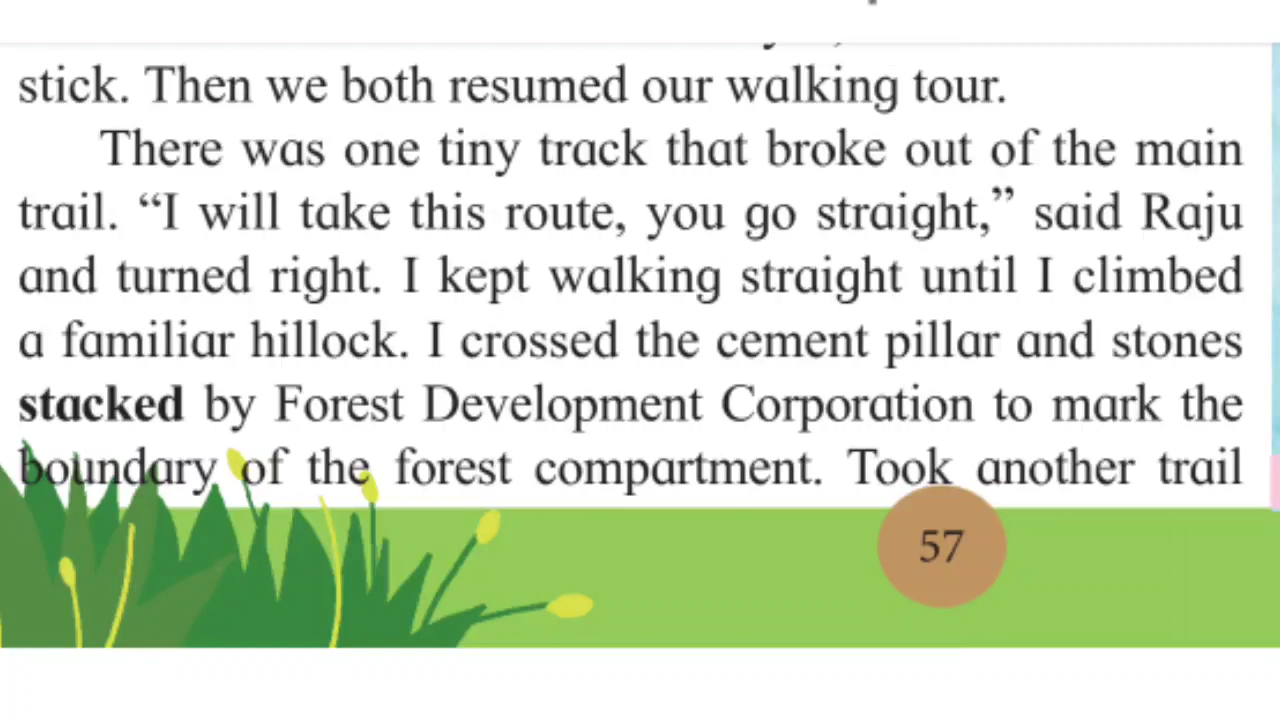 stick. Then we both resumed our walking tour.
There was one tiny track that broke out of the main
trail. “I will take this route, you go straight,” said Raju
and turned right. I kept walking straight until I climbed
a familiar hillock. I crossed the cement pillar and stones
stacked by Forest Development Corporation to mark the
boundary of the forest compartment. Took another trail
57